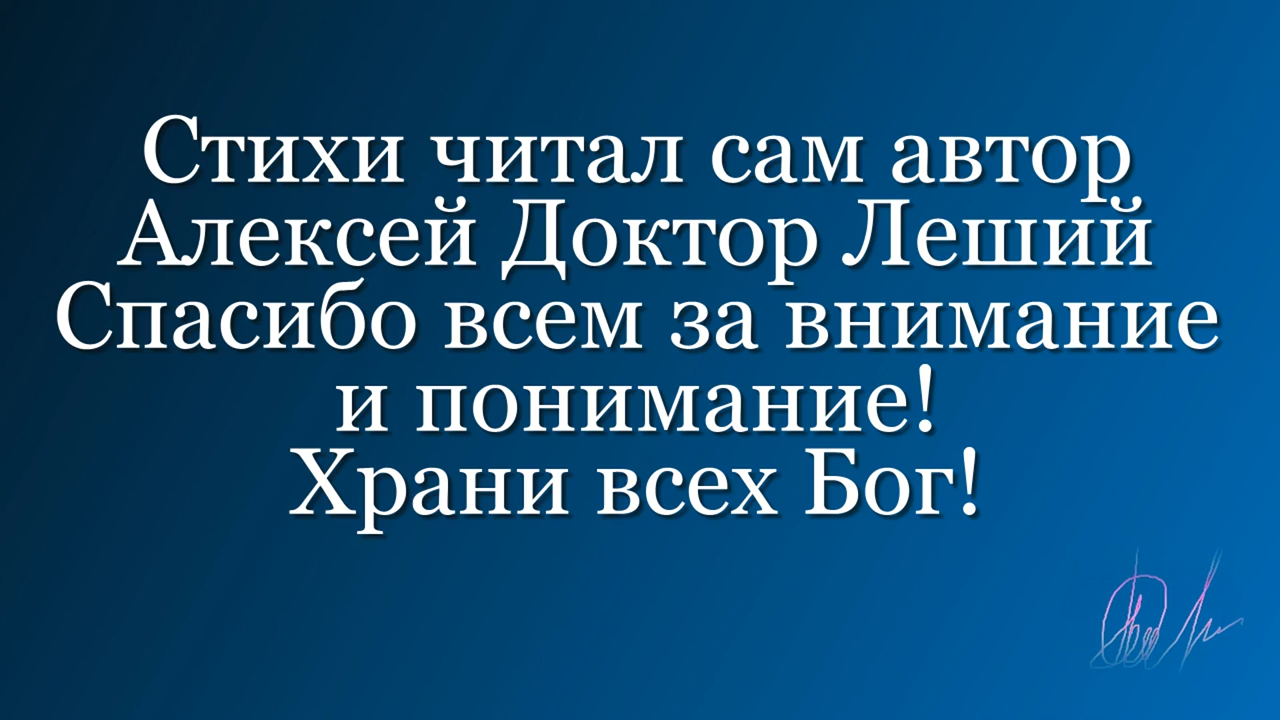 Стихи читал сам автор
Алексей Доктор Леший
Спасибо всем за внимание
и понимание!
Храни всех Бог!